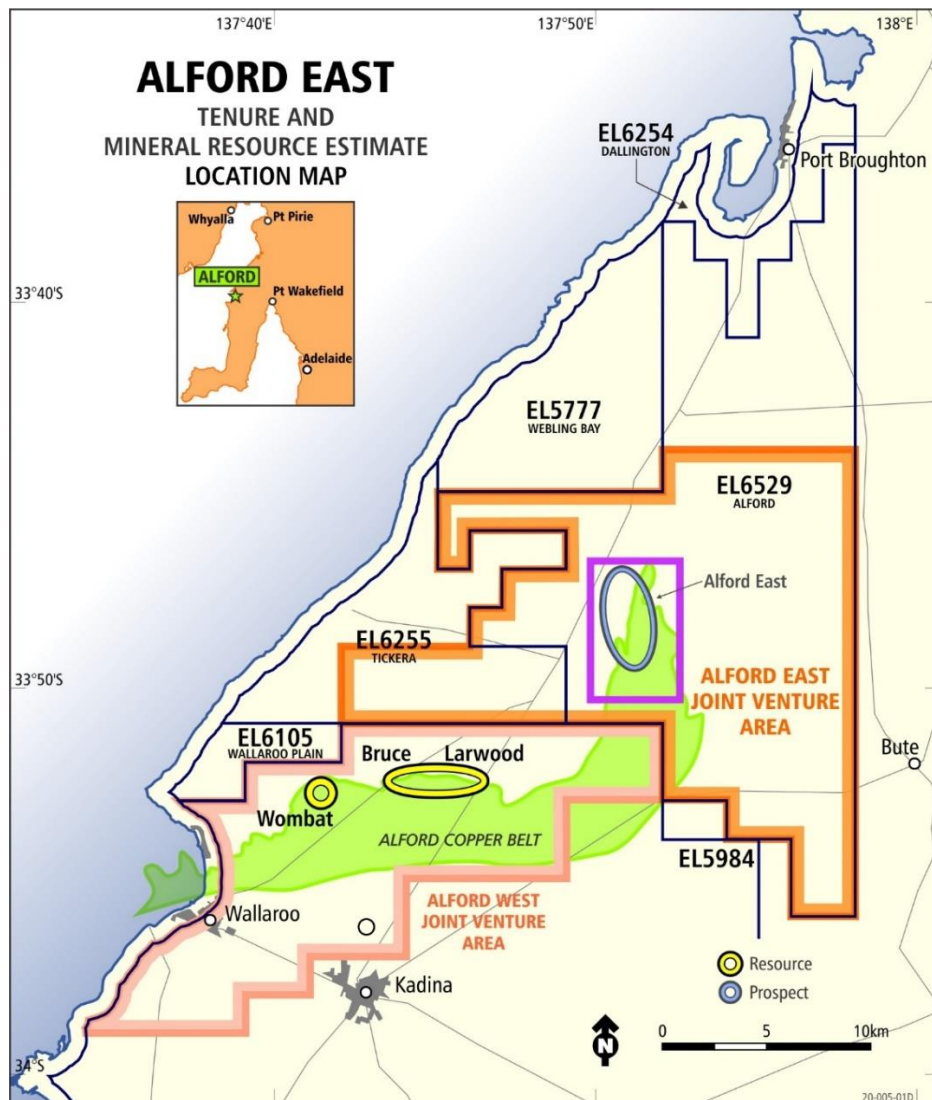 137°40'E
137°50'E
138°E
ALFORD EAST
TENURE AND
MINERAL RESOURCE ESTIMATE
LOCATION MAP
Whyalla
Pt Pirie
ALFORD
Pt Wakefield
Adelaide
EL6254
DALLINGTON
Port Broughton
33°40'S
EL5777
WEBLING BAY
EL6529
ALFORD
Alford East
EL6255
TICKERA
33°50'S
ALFORD EAST
JOINT VENTURE
AREA
EL6105
WALLAROO PLAIN
Bruce
Larwood
Bute
Wombat
ALFORD COPPER BELT
EL5984
Wallaroo
ALFORD WEST
JOINT VENTURE
AREA
Resource
Prospect
Kadina
N
0 5 10km
34°S
20-005-01D